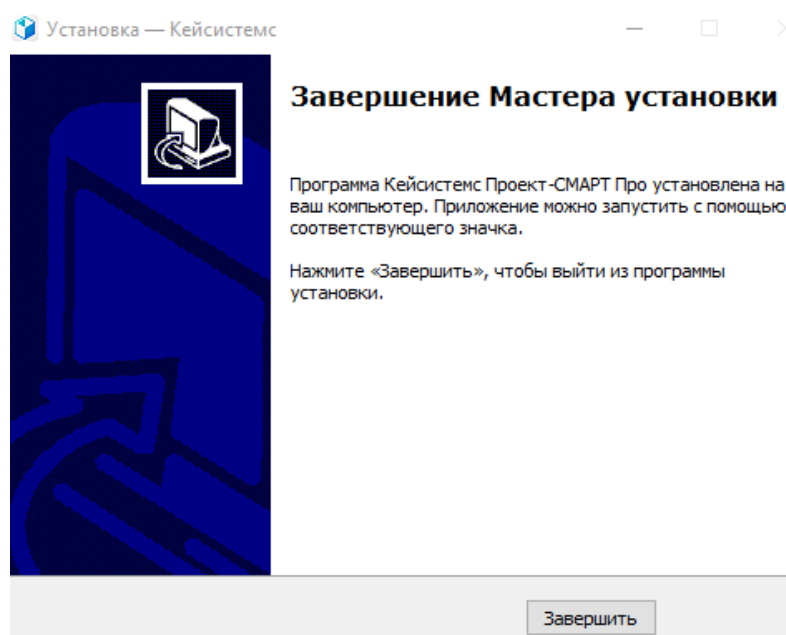 Установка — Кейсистемс
Завершение Мастера установки
Программа Кейсистемс Проект-СМАРТ Про установлена на
ваш компьютер. Приложение можно запустить с помощью
соответствующего значка.
Нажмите «Завершить», чтобы выйти из программы
установки.
Завершить